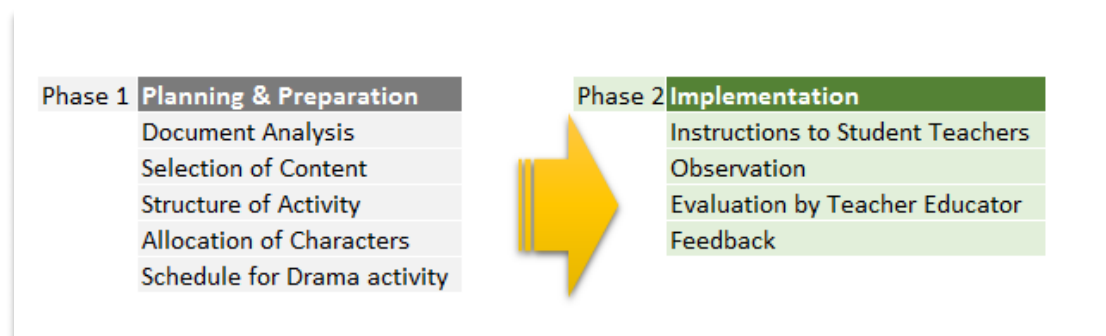 Phase 1 Planning & Preparation
Document Analysis
Selection of Content
Structure of Activity
Allocation of Characters
Schedule for Drama activity
Phase 2 Implementation
Instructions to Student Teachers
Observation
Evaluation by Teacher Educator
Feedback